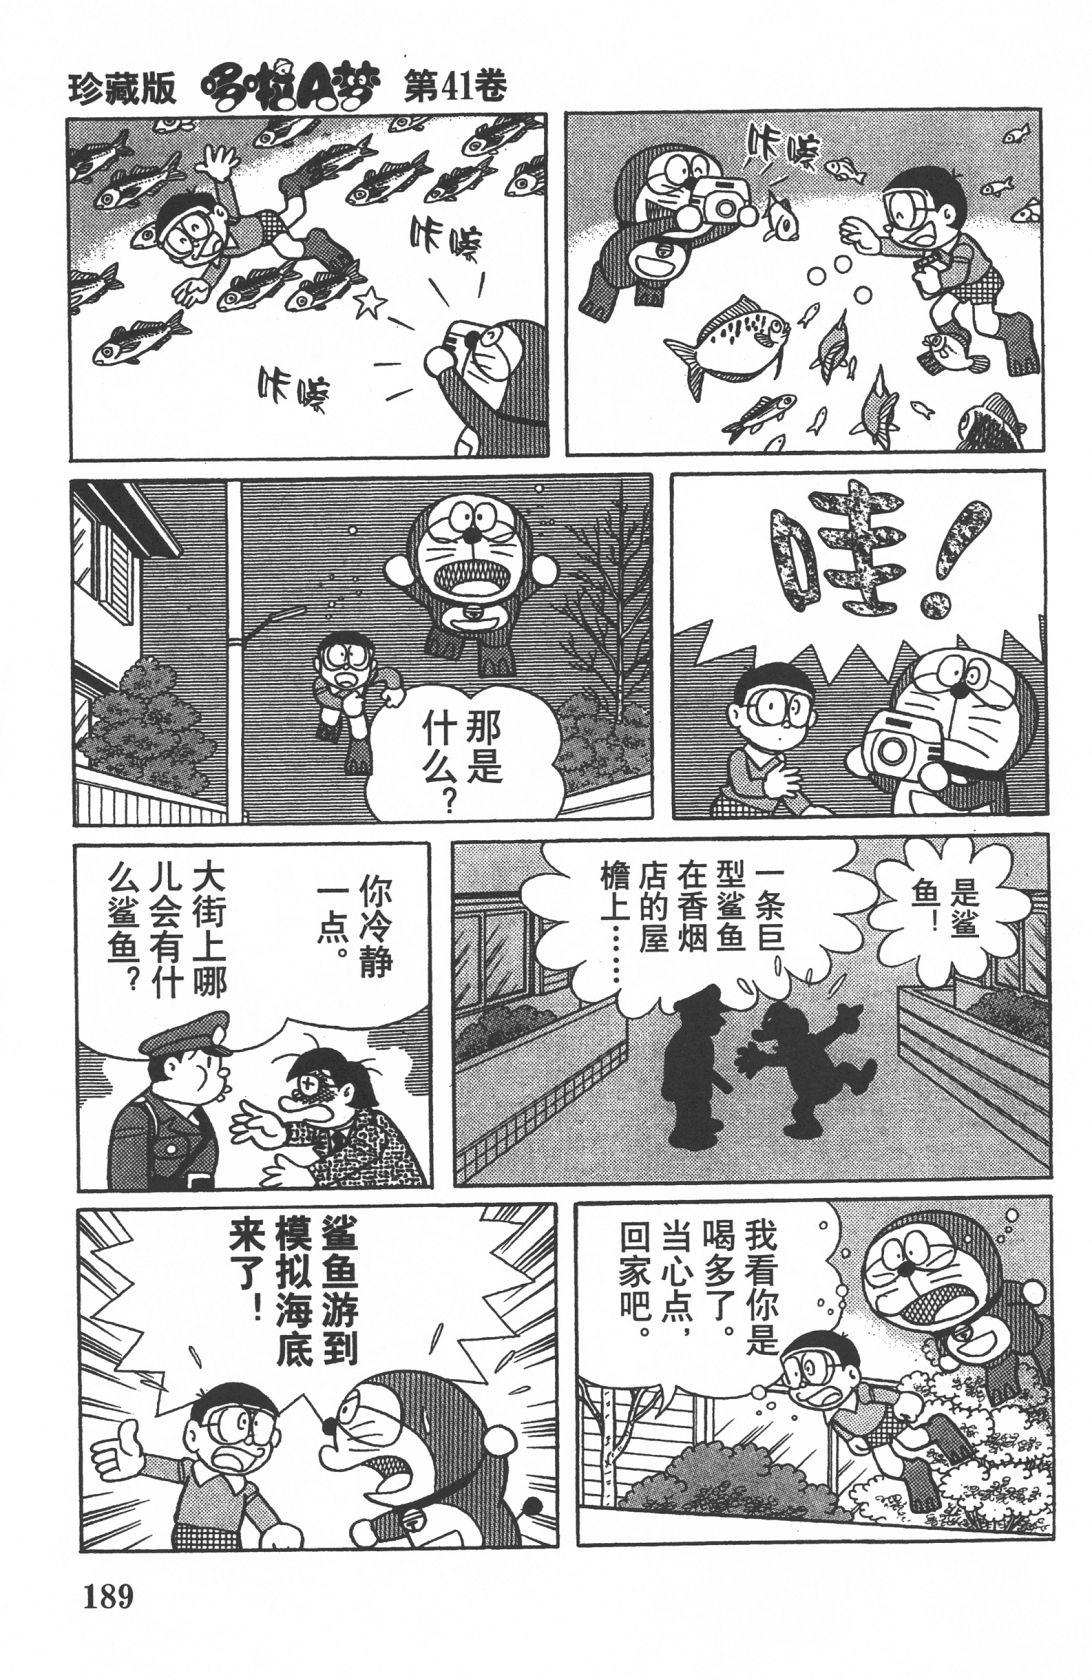 珍藏版 哆啦A梦 第41卷
咔嚓
咔嚓
咔嚓
哇！
那是
什么？
是鲨
鱼！
一条巨
型鲨鱼
在香烟
店的屋
檐上……
你冷静
一点。
大街上哪
儿会有什
么鲨鱼？
我看你是
喝多了。
当心点，
回家吧。
鲨鱼游到
模拟海底
来了！
189